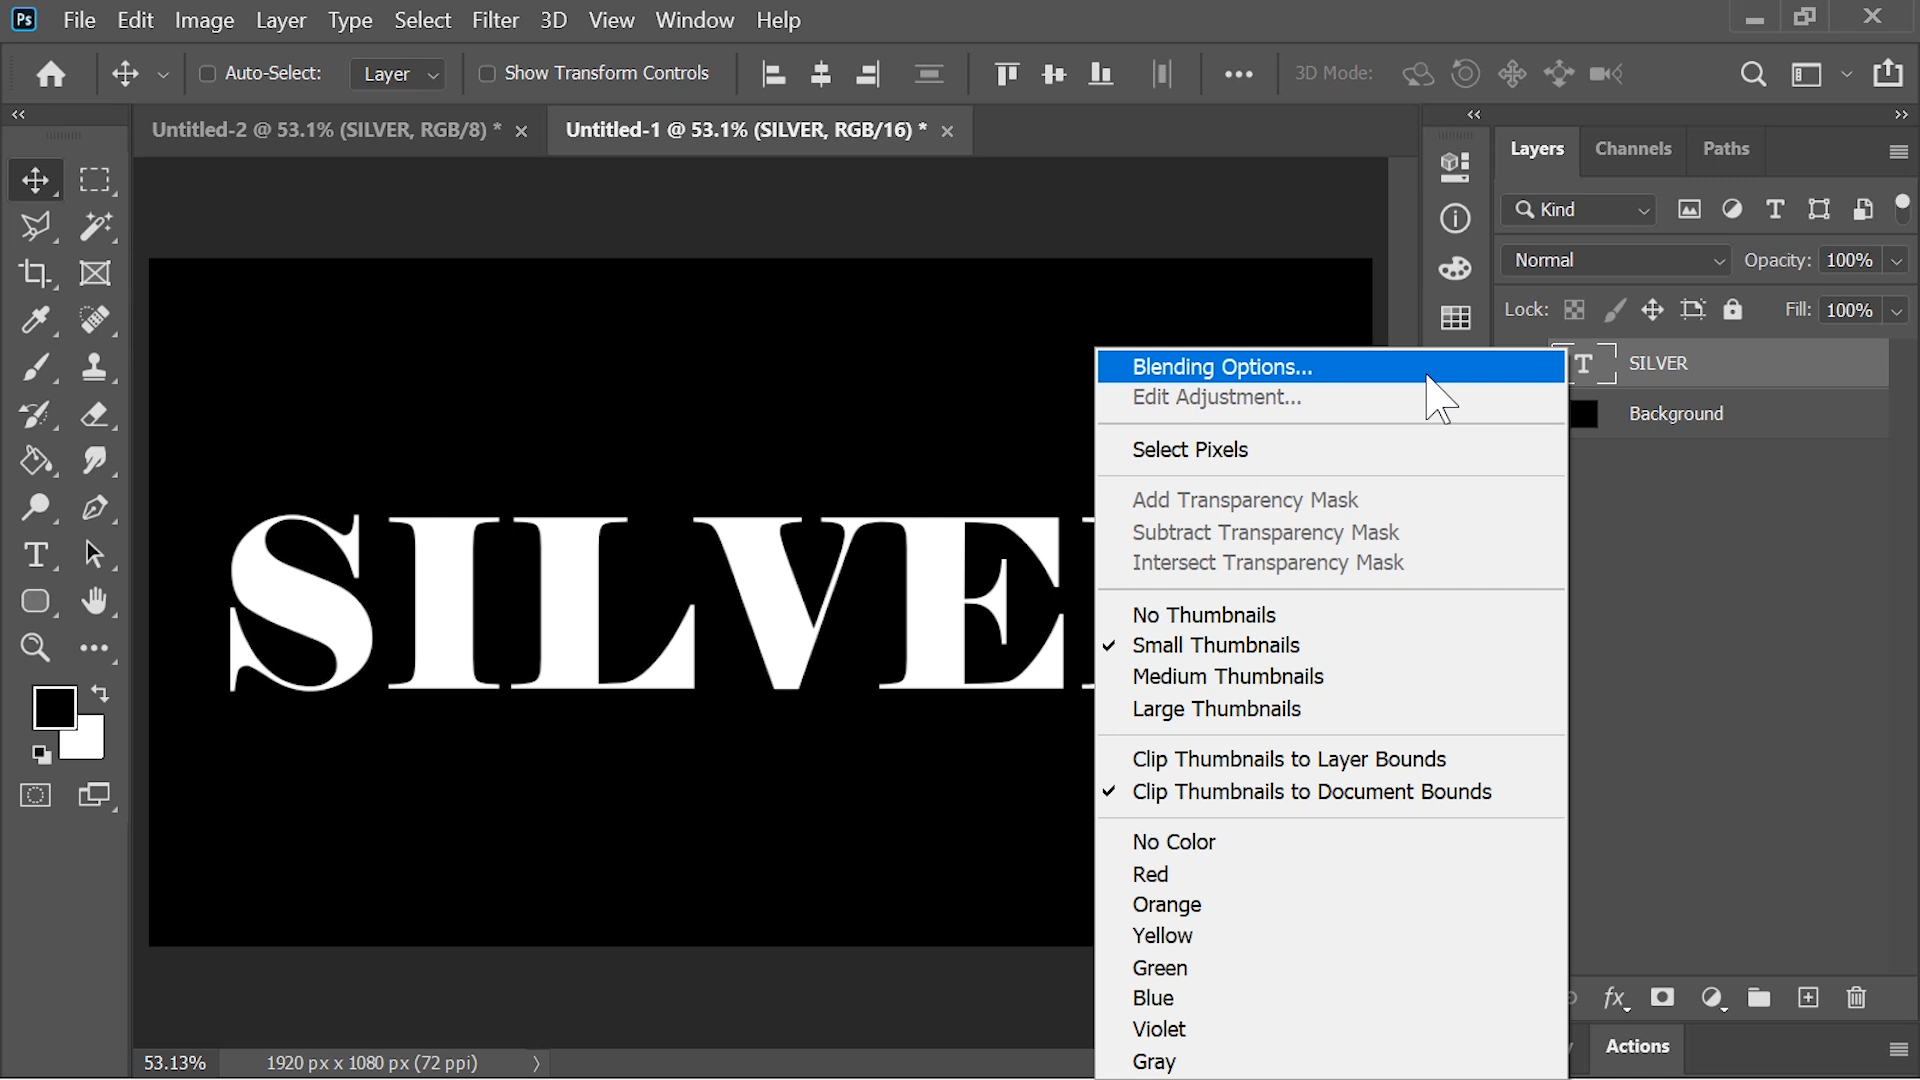 Ps File Edit Image Layer Type Select Filter 3D View Window Help
Auto-Select: Layer Show Transform Controls 3D Mode:
Untitled-2 @ 53.1% (SILVER, RGB/8) *
Untitled-1 @ 53.1% (SILVER, RGB/16) *
Layers Channels Paths
Kind
Normal Opacity: 100%
Lock: Fill: 100%
T SILVER
Background
SILVE
Blending Options...
Edit Adjustment...
Select Pixels
Add Transparency Mask
Subtract Transparency Mask
Intersect Transparency Mask
No Thumbnails
Small Thumbnails
Medium Thumbnails
Large Thumbnails
Clip Thumbnails to Layer Bounds
Clip Thumbnails to Document Bounds
No Color
Red
Orange
Yellow
Green
Blue
Violet
Gray
fx
Actions
53.13% 1920 px x 1080 px (72 ppi)